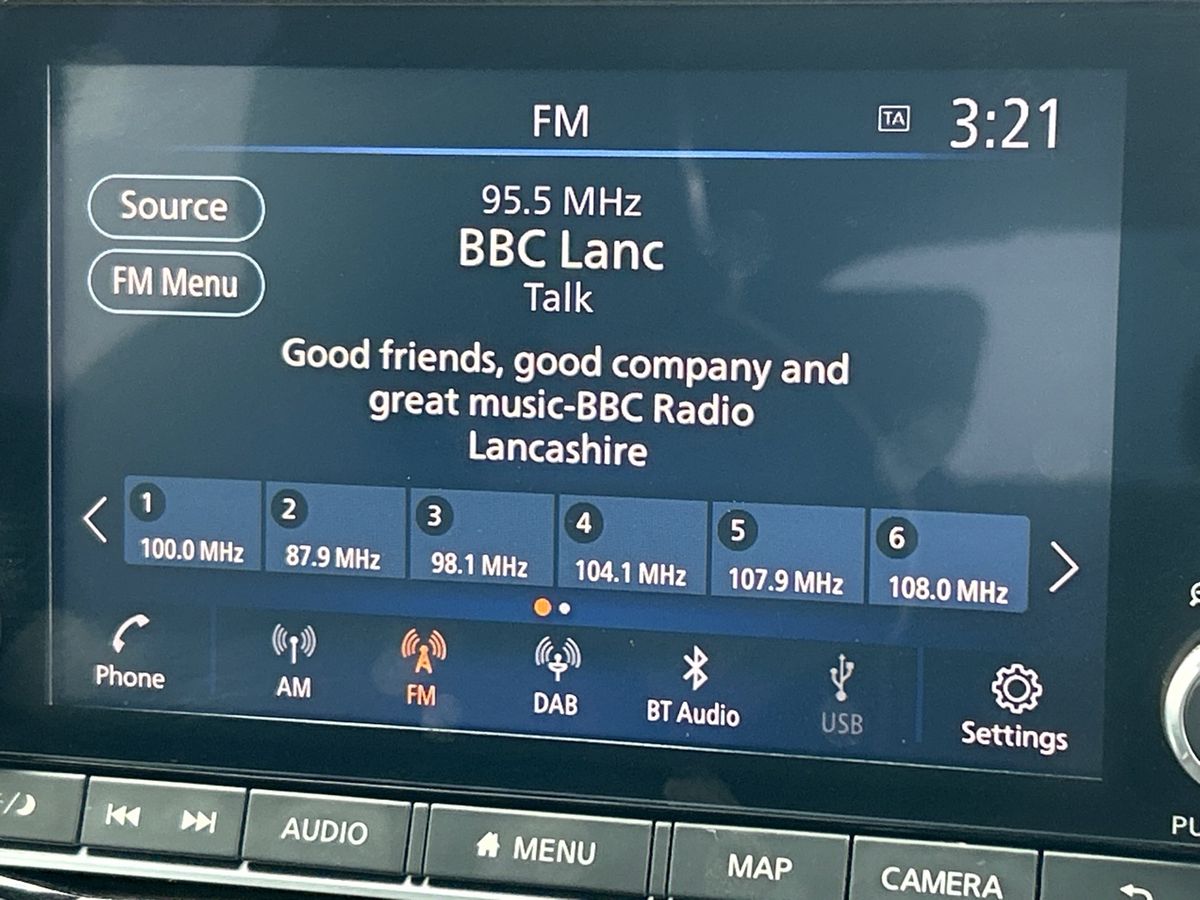 FM
TA
3:21
Source
95.5 MHz
BBC Lanc
FM Menu
Talk
Good friends, good company and
great music-BBC Radio
Lancashire
1
2
3
4
5
6
100.0 MHz
87.9 MHz
98.1 MHz
104.1 MHz
107.9 MHz
108.0 MHz
Phone
AM
FM
DAB
BT Audio
USB
Settings
AUDIO
MENU
MAP
CAMERA